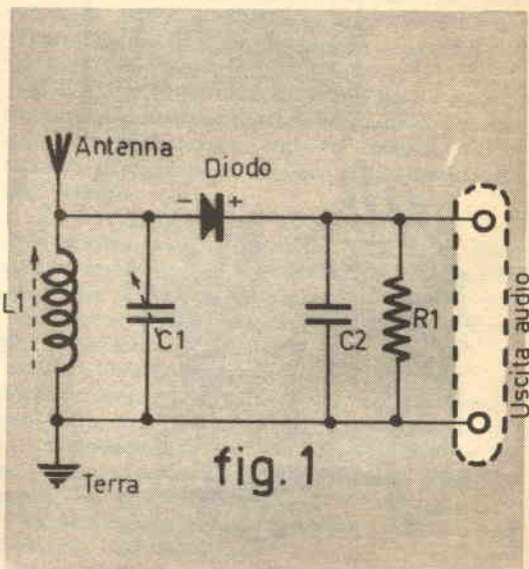 Antenna
Diodo
- +
L1
C1
C2
R1
Uscita audio
Terra
fig.1